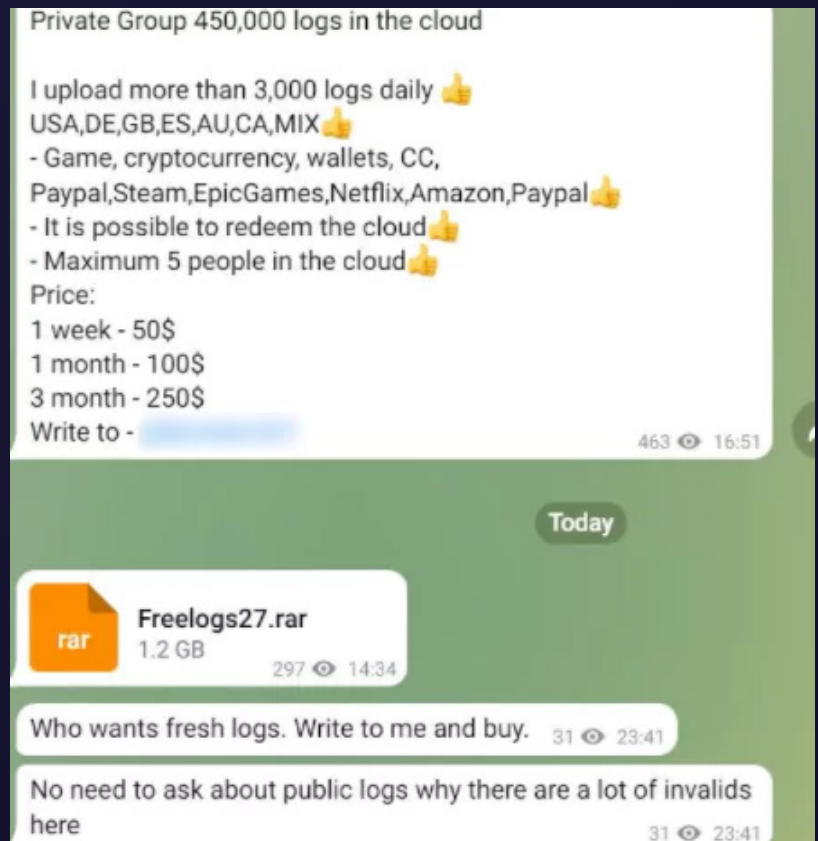 Private Group 450,000 logs in the cloud
I upload more than 3,000 logs daily 👍
USA,DE,GB,ES,AU,CA,MIX👍
- Game, cryptocurrency, wallets, CC,
Paypal,Steam,EpicGames,Netflix,Amazon,Paypal👍
- It is possible to redeem the cloud👍
- Maximum 5 people in the cloud👍
Price:
1 week - 50$
1 month - 100$
3 month - 250$
Write to -
463 16:51
Today
rar
Freelogs27.rar
1.2 GB
297 14:34
Who wants fresh logs. Write to me and buy.
31 23:41
No need to ask about public logs why there are a lot of invalids
here
31 23:41